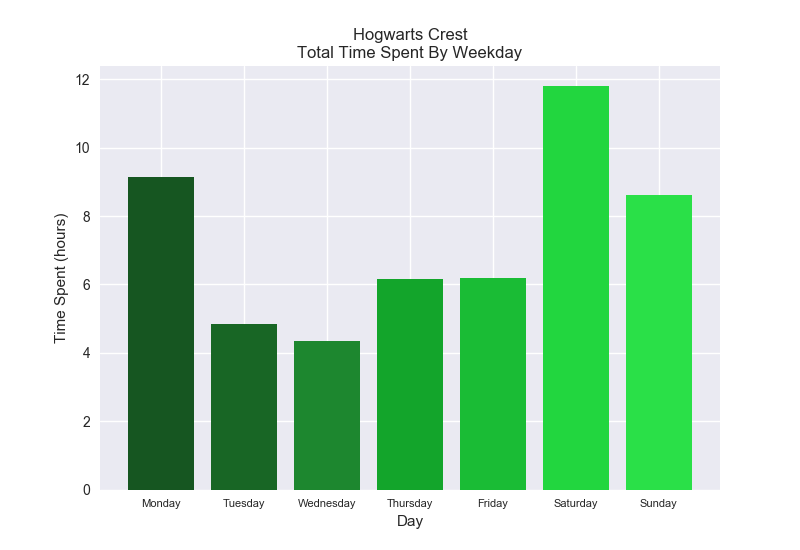 Hogwarts Crest
Total Time Spent By Weekday
12
10
8
6
4
2
0
Time Spent (hours)
Monday Tuesday Wednesday Thursday Friday Saturday Sunday
Day